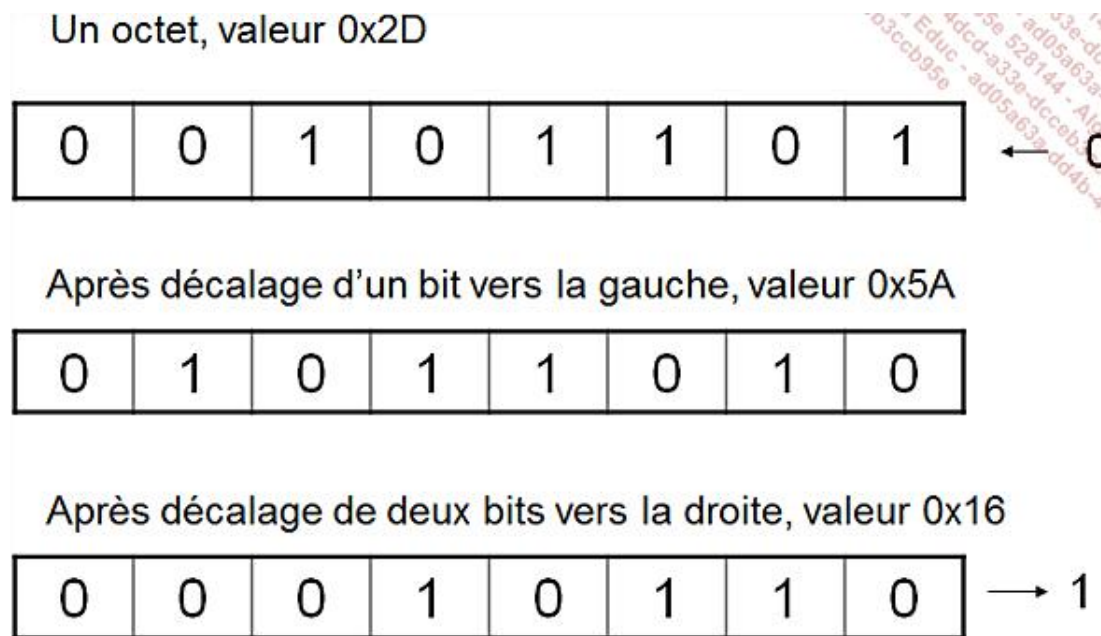 Un octet, valeur 0x2D
0 0 1 0 1 1 0 1 ← 0
Après décalage d'un bit vers la gauche, valeur 0x5A
0 1 0 1 1 0 1 0
Après décalage de deux bits vers la droite, valeur 0x16
0 0 0 1 0 1 1 0 → 1